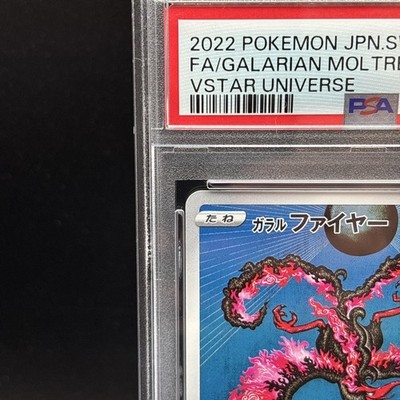 2022 POKEMON JPN.S
FA/GALARIAN MOLTRE
VSTAR UNIVERSE
PSA
たね ガラル ファイヤー